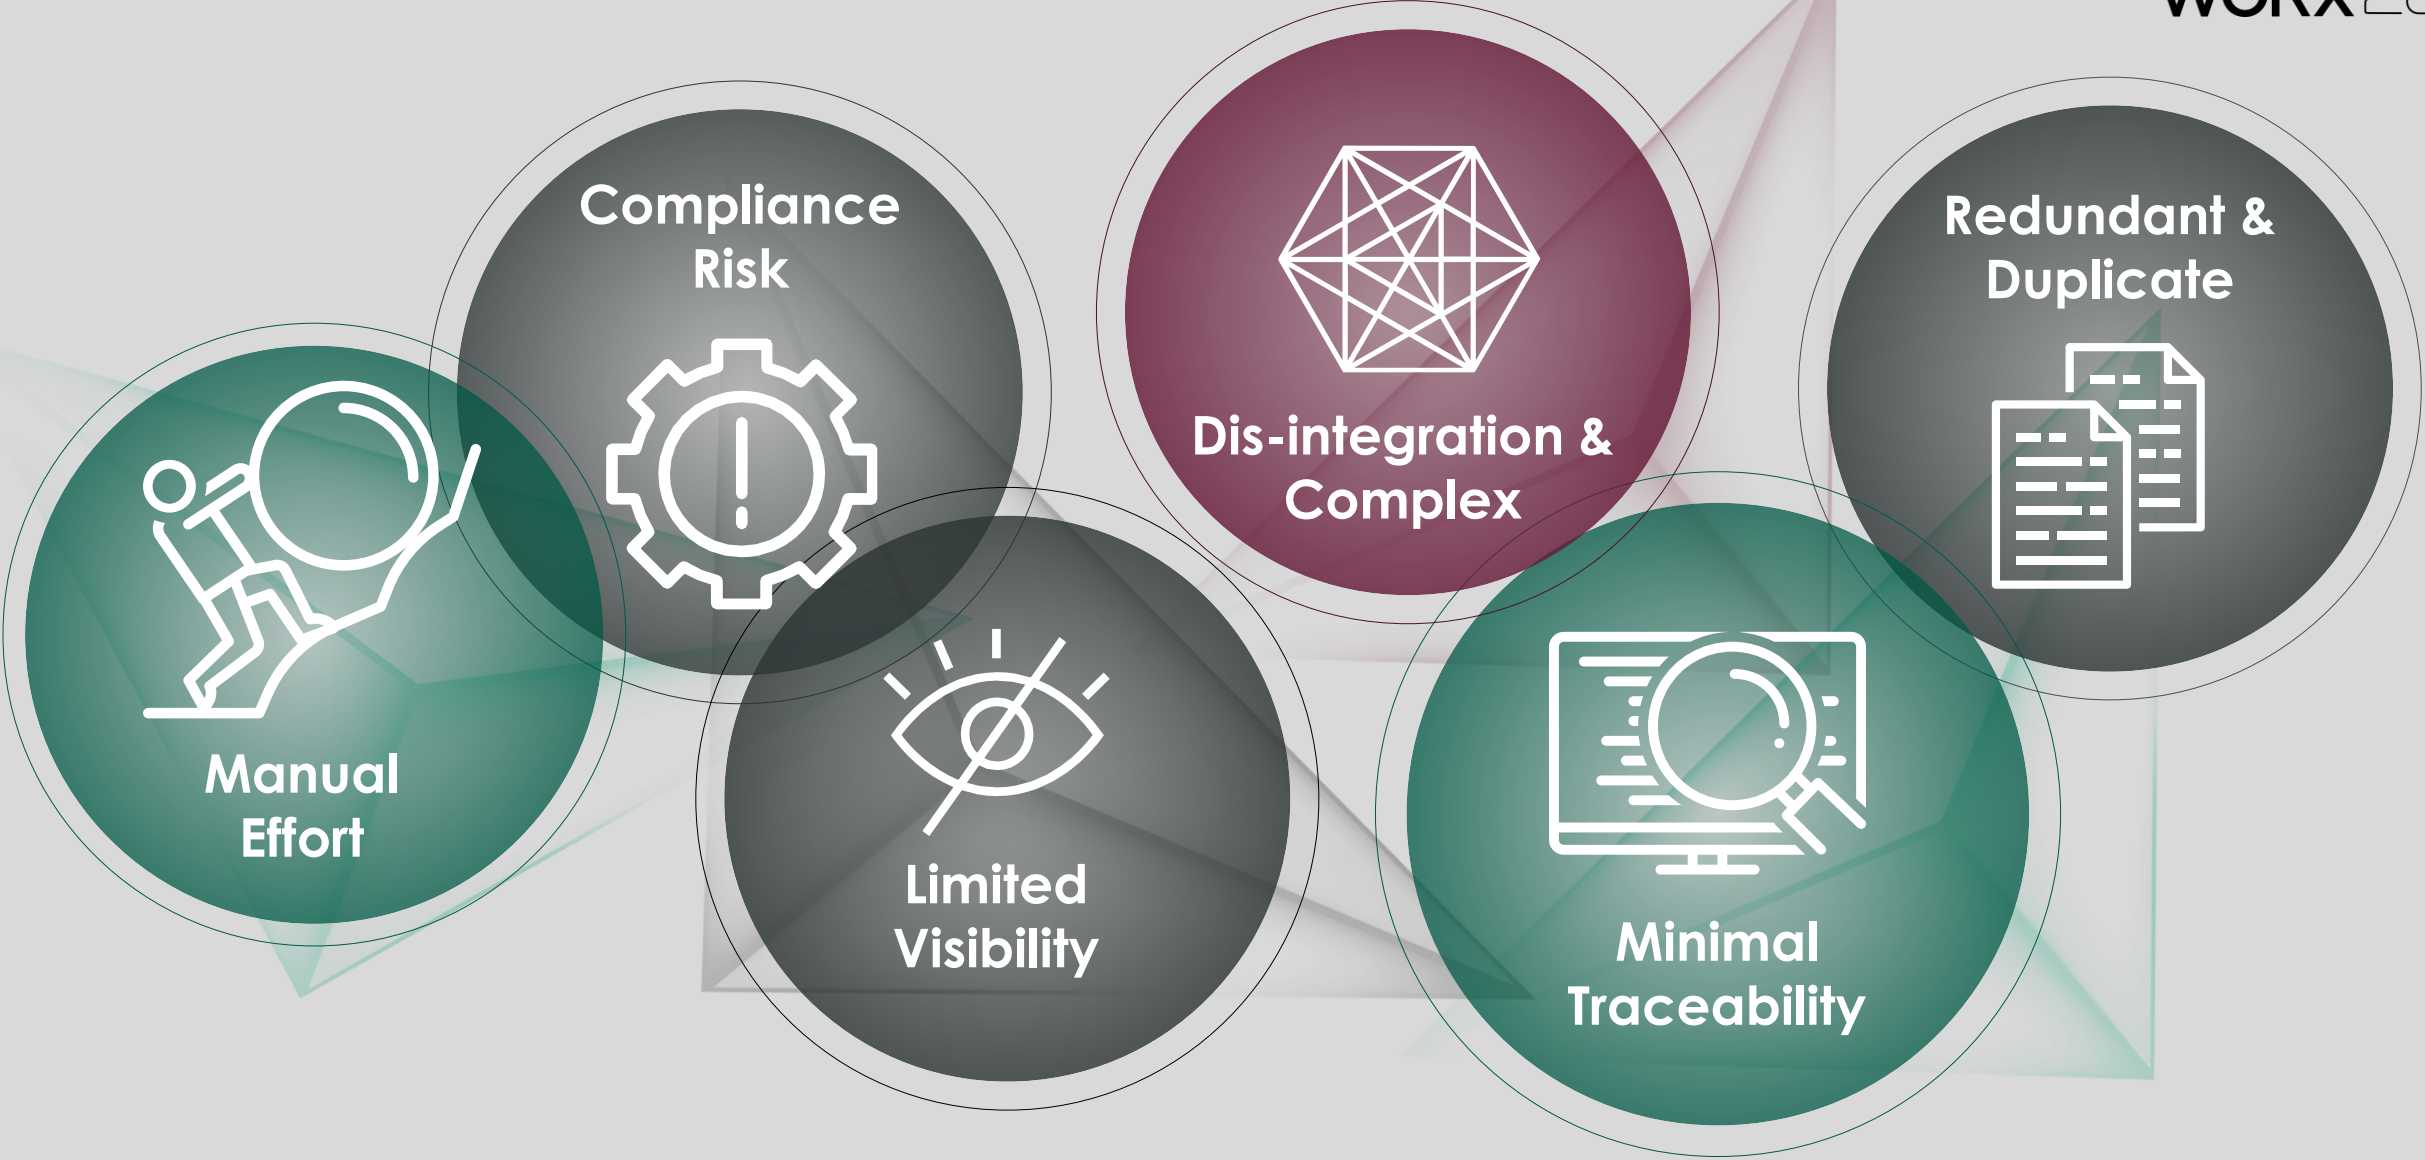 Compliance
Risk
Redundant &
Duplicate
Dis-integration &
Complex
Manual
Effort
Limited
Visibility
Minimal
Traceability